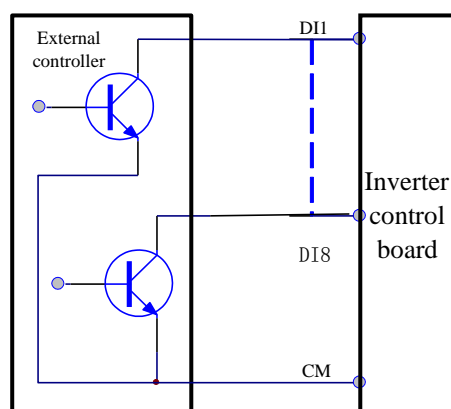 External
controller
DI1
Inverter
control
board
DI8
CM